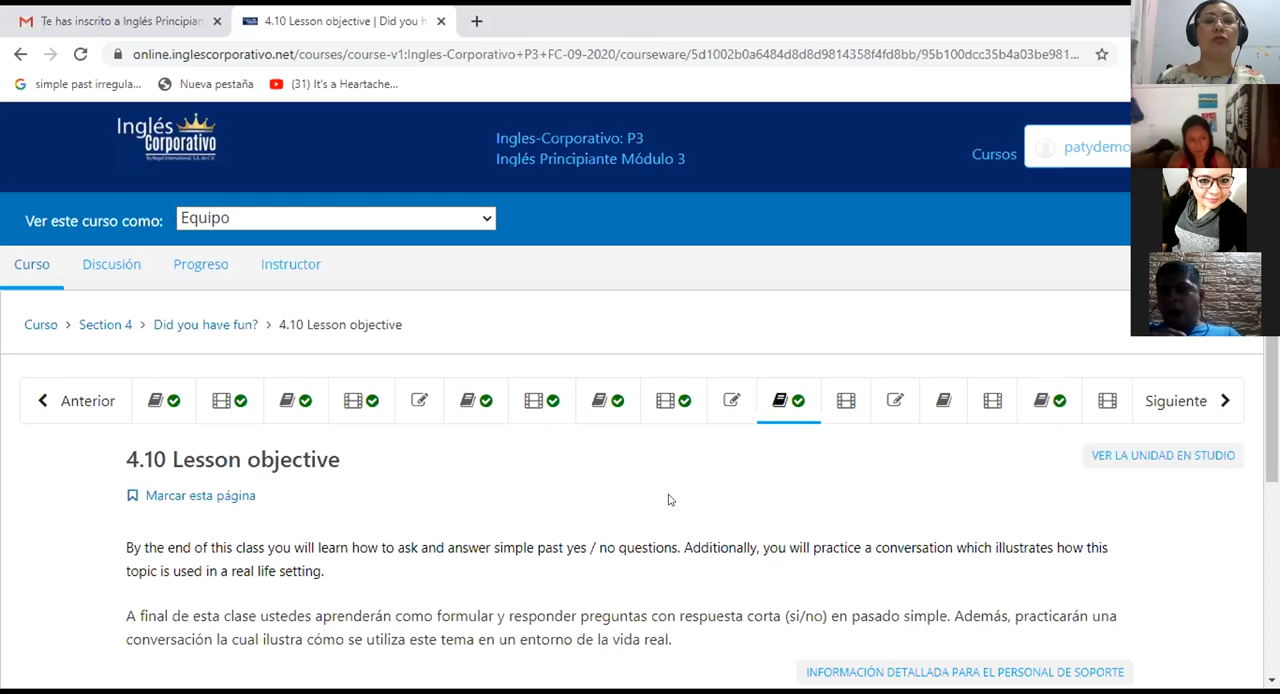 Te has inscrito a Inglés Principian
4.10 Lesson objective | Did you h
online.inglescorporativo.net/courses/course-v1:Ingles-Corporativo+P3+FC-09-2020/courseware/5d1002b0a6484d8d8d9814358f4fd8bb/95b100dcc35b4a03be981...
simple past irregula...
Nueva pestaña
(31) It's a Heartache...
Inglés
Corporativo
By Regal International, S.A. de C.V.
Ingles-Corporativo: P3
Inglés Principiante Módulo 3
Cursos
patydemo
Ver este curso como:
Equipo
Curso
Discusión
Progreso
Instructor
Curso > Section 4 > Did you have fun? > 4.10 Lesson objective
Anterior
Siguiente
4.10 Lesson objective
VER LA UNIDAD EN STUDIO
Marcar esta página
By the end of this class you will learn how to ask and answer simple past yes / no questions. Additionally, you will practice a conversation which illustrates how this
topic is used in a real life setting.
A final de esta clase ustedes aprenderán como formular y responder preguntas con respuesta corta (si/no) en pasado simple. Además, practicarán una
conversación la cual ilustra cómo se utiliza este tema en un entorno de la vida real.
INFORMACIÓN DETALLADA PARA EL PERSONAL DE SOPORTE